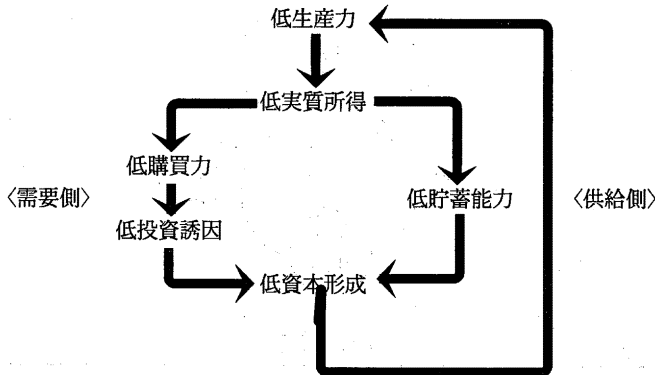 低生産力
低実質所得
低購買力
〈需要側〉
低貯蓄能力
〈供給側〉
低投資誘因
低資本形成